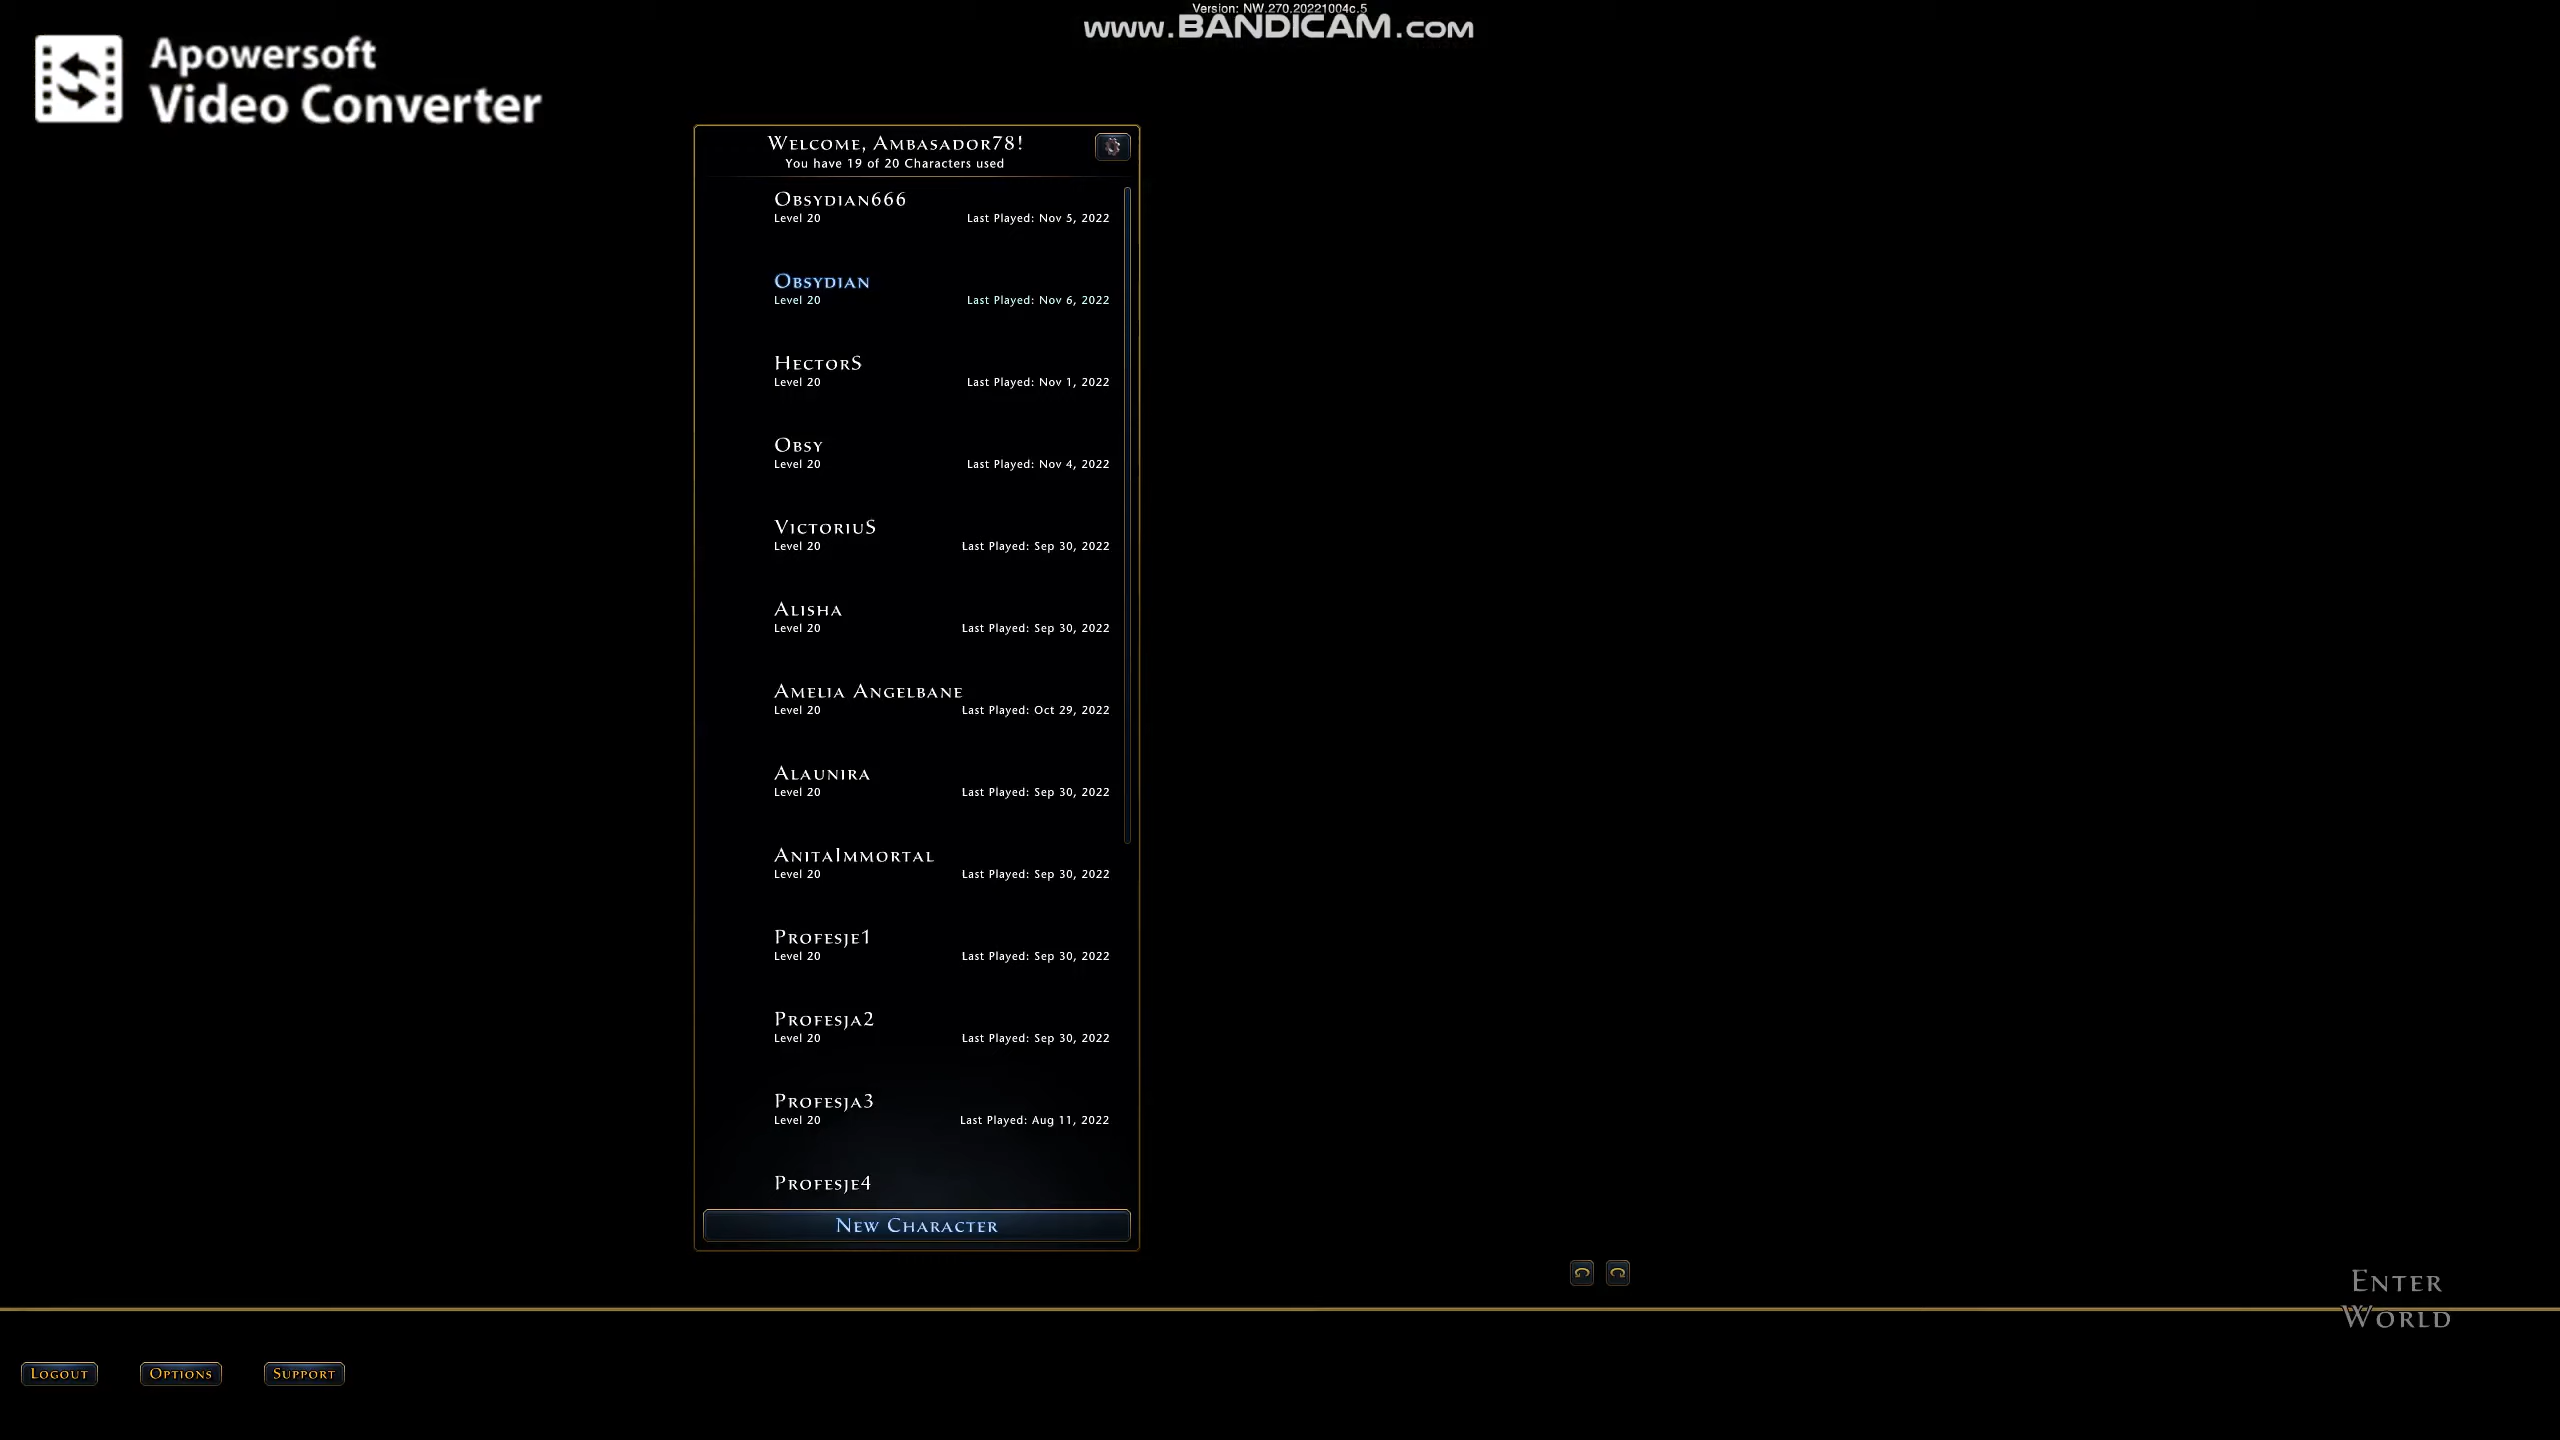 Version: NW.270.20221004c.5
www.BANDICAM.com
Apowersoft
Video Converter
Welcome, Ambasador78!
You have 19 of 20 Characters used
Obsydian666
Level 20 Last Played: Nov 5, 2022
Obsydian
Level 20 Last Played: Nov 6, 2022
HectorS
Level 20 Last Played: Nov 1, 2022
Obsy
Level 20 Last Played: Nov 4, 2022
VictoriuS
Level 20 Last Played: Sep 30, 2022
Alisha
Level 20 Last Played: Sep 30, 2022
Amelia Angelbane
Level 20 Last Played: Oct 29, 2022
Alaunira
Level 20 Last Played: Sep 30, 2022
AnitaImmortal
Level 20 Last Played: Sep 30, 2022
Profesje1
Level 20 Last Played: Sep 30, 2022
Profesja2
Level 20 Last Played: Sep 30, 2022
Profesja3
Level 20 Last Played: Aug 11, 2022
Profesje4
New Character
Enter
World
Logout Options Support